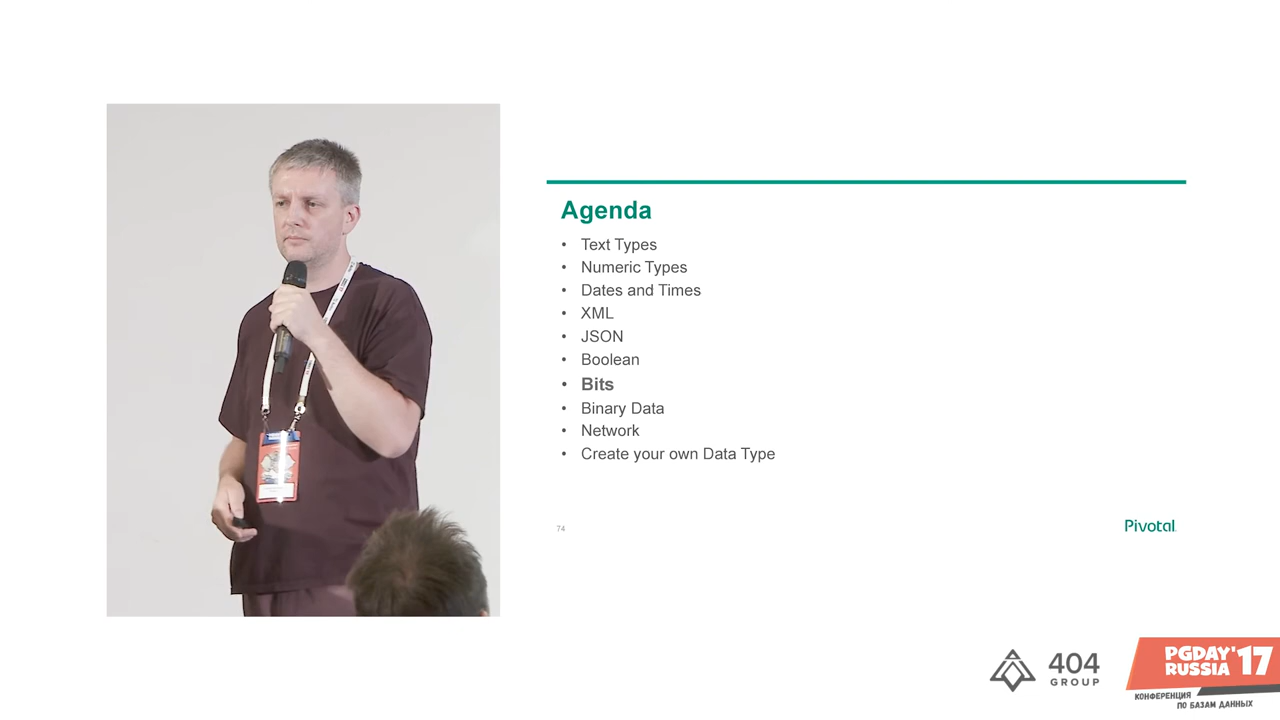 Agenda
• Text Types
• Numeric Types
• Dates and Times
• XML
• JSON
• Boolean
• Bits
• Binary Data
• Network
• Create your own Data Type
74
Pivotal
404
GROUP
PGDAY'17
RUSSIA
КОНФЕРЕНЦИЯ
ПО БАЗАМ ДАННЫХ